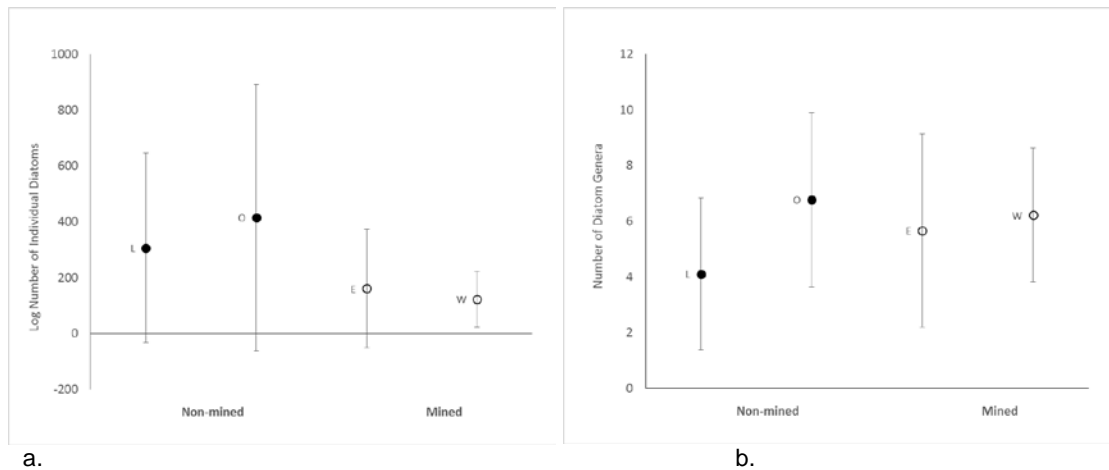 Log Number of Individual Diatoms
1000
800
600
400
200
0
-200
L
O
E
W
Non-mined
Mined
a.
Number of Diatom Genera
12
10
8
6
4
2
0
L
O
E
W
Non-mined
Mined
b.